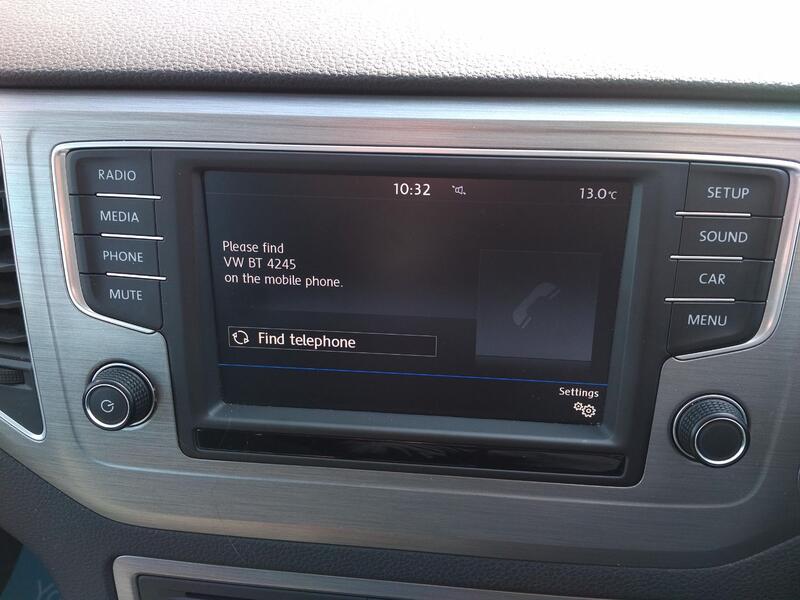 RADIO
MEDIA
PHONE
MUTE
10:32
13.0°C
Please find
VW BT 4245
on the mobile phone.
Find telephone
Settings
SETUP
SOUND
CAR
MENU